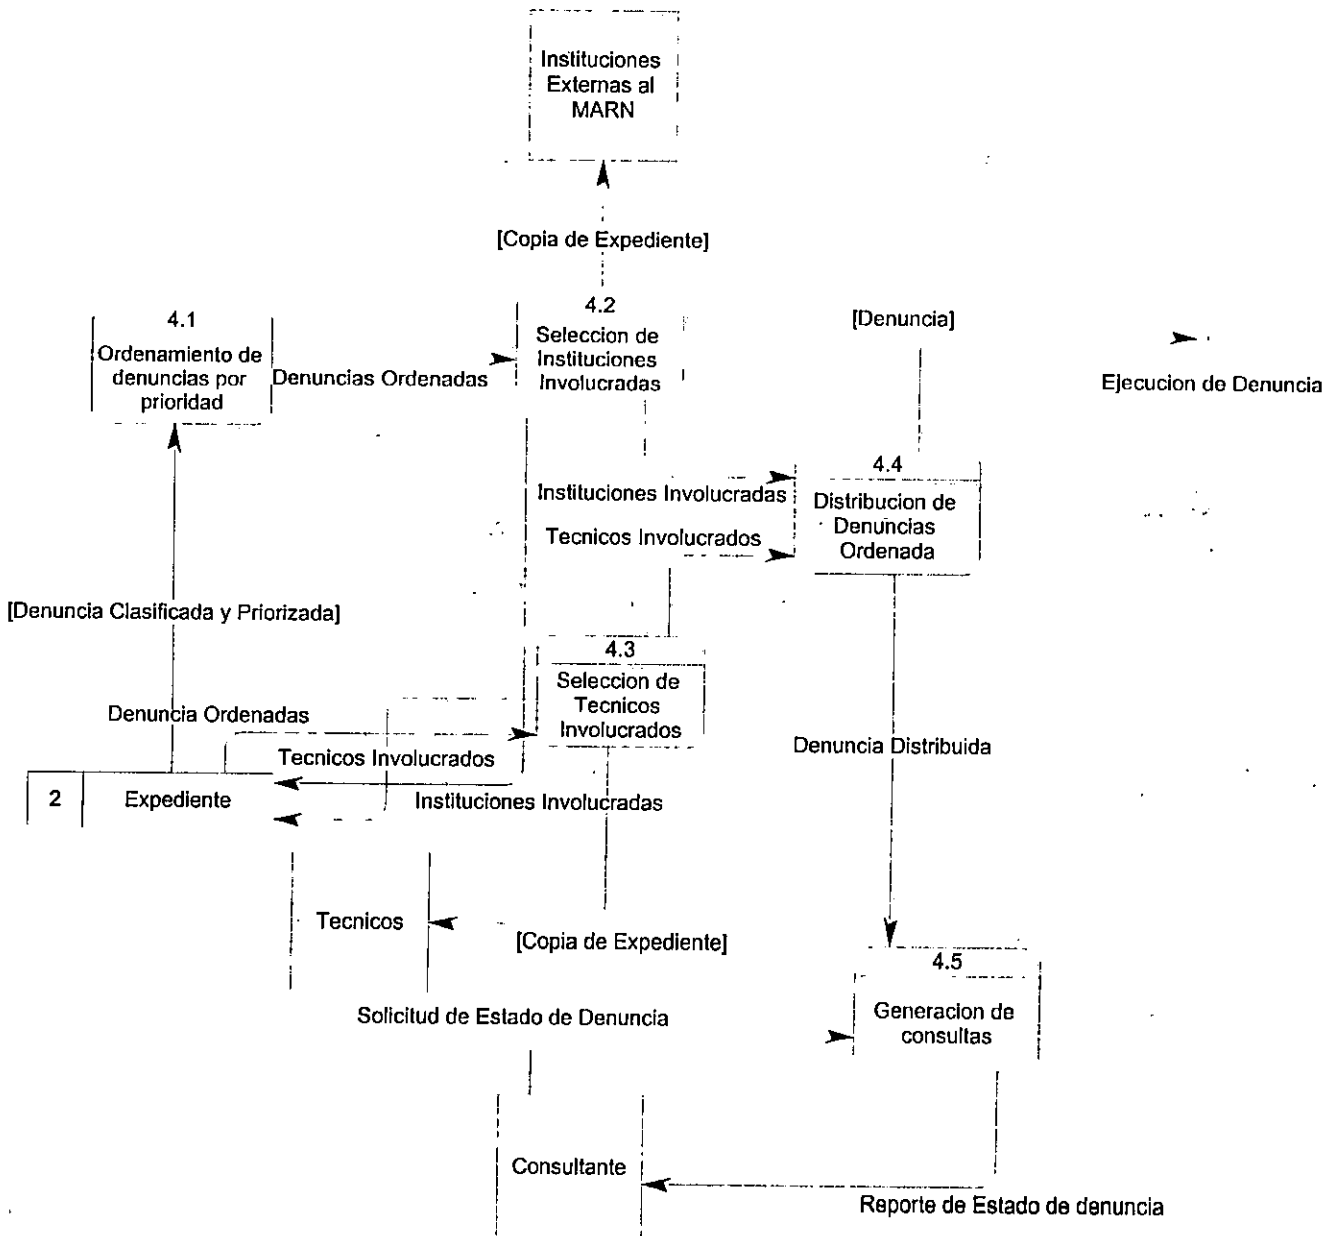 Instituciones
Externas al
MARN
[Copia de Expediente]
4.1
Ordenamiento de
denuncias por
prioridad
Denuncias Ordenadas
4.2
Seleccion de
Instituciones
Involucradas
[Denuncia]
Ejecucion de Denuncia
Instituciones Involucradas
Tecnicos Involucrados
4.4
Distribucion de
Denuncias
Ordenada
[Denuncia Clasificada y Priorizada]
4.3
Seleccion de
Tecnicos
Involucrados
Denuncia Ordenadas
Tecnicos Involucrados
Denuncia Distribuida
2
Expediente
Instituciones Involucradas
Tecnicos
[Copia de Expediente]
4.5
Generacion de
consultas
Solicitud de Estado de Denuncia
Consultante
Reporte de Estado de denuncia